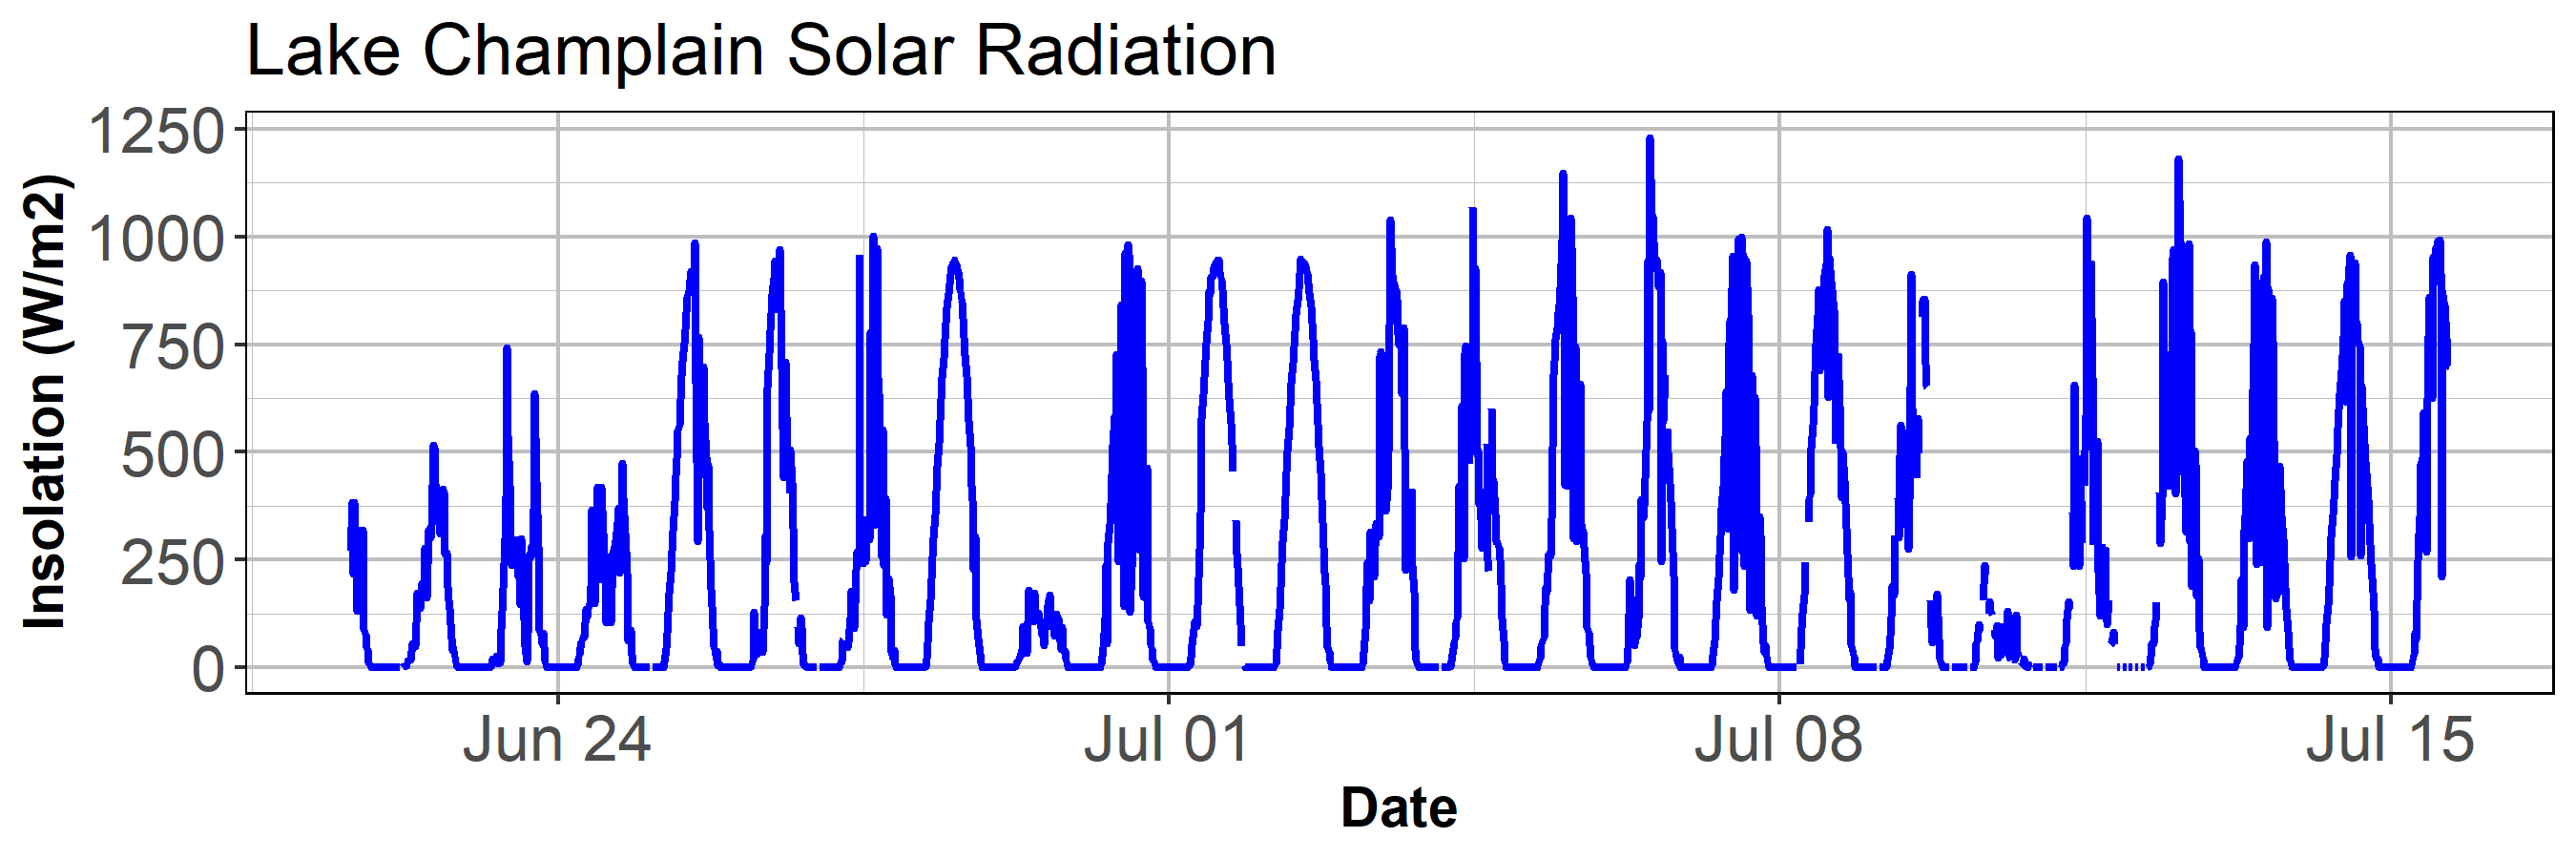 Lake Champlain Solar Radiation
1250
1000
750
500
250
0
Insolation (W/m2)
Jun 24
Jul 01
Jul 08
Jul 15
Date